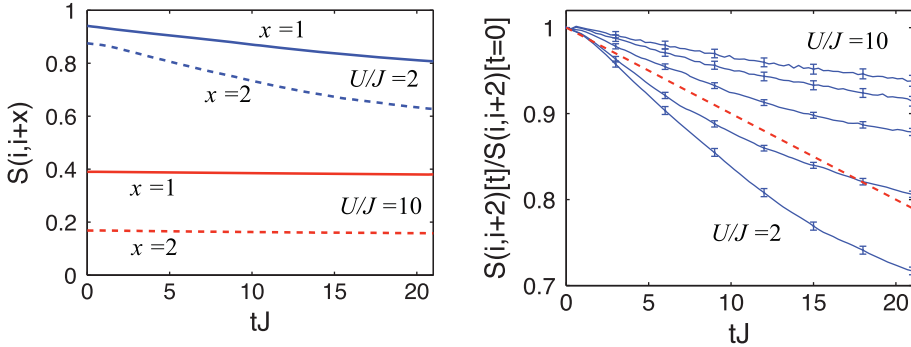 S(i,i+x)
1
0.8
0.6
0.4
0.2
0
x =1
U/J =2
x =2
x =1
U/J =10
x =2
0 5 10 15 20
tJ
S(i,i+2)[t]/S(i,i+2)[t=0]
1
0.9
0.8
0.7
U/J =10
U/J =2
0 5 10 15 20
tJ